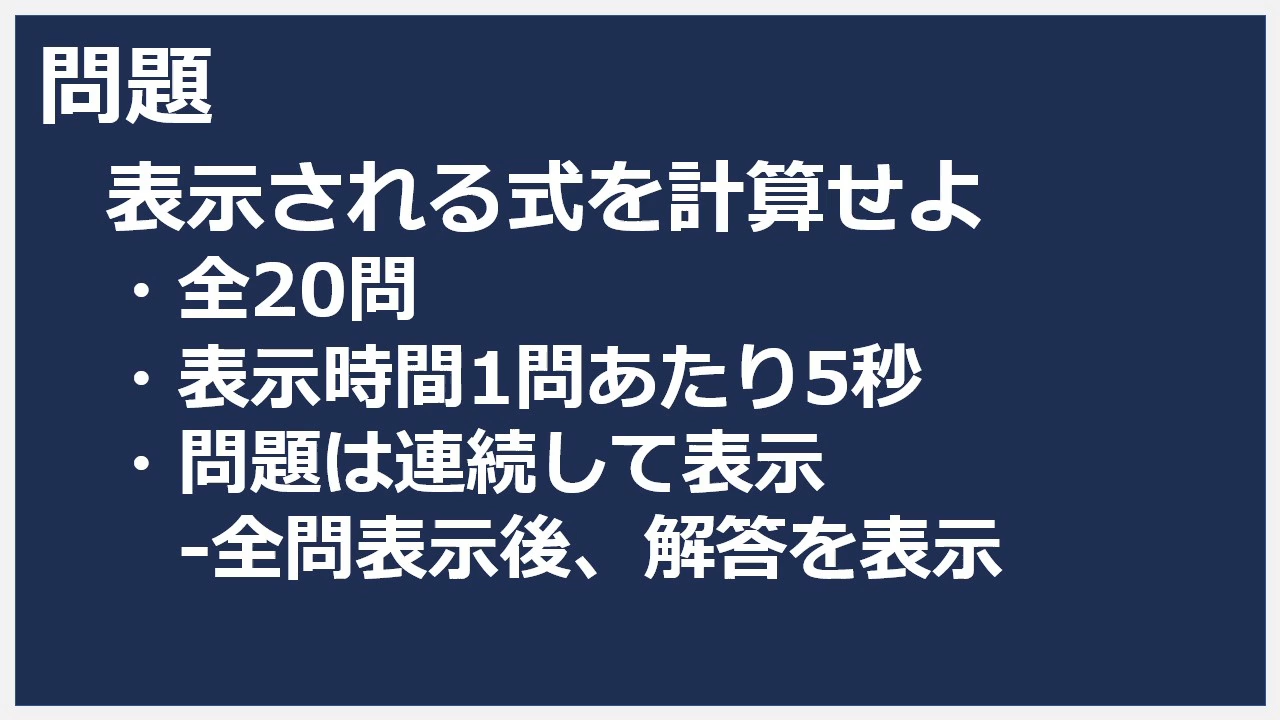 問題
表示される式を計算せよ
・全20問
・表示時間1問あたり5秒
・問題は連続して表示
-全問表示後、解答を表示